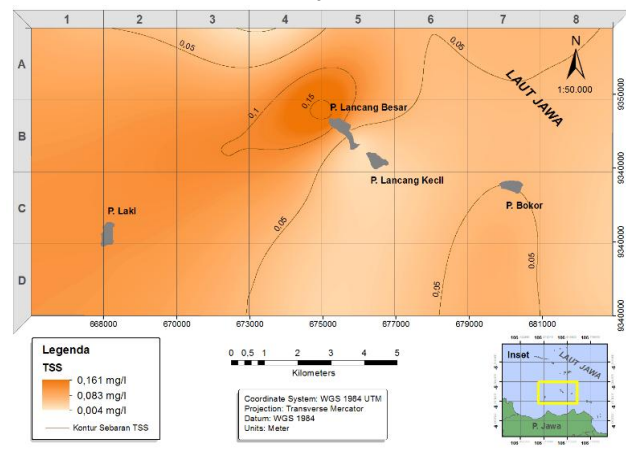 1 2 3 4 5 6 7 8
A
B
C
D
0,05
0,05
0,1
0,15
0,05
0,05
0,05
N
1:50.000
LAUT JAWA
P. Lancang Besar
P. Lancang Kecil
P. Laki
P. Bokor
9350000
9340000
9340000
9340000
668000 670000 673000 675000 677000 679000 681000
Legenda
TSS
0,161 mg/l
0,083 mg/l
0,004 mg/l
Kontur Sebaran TSS
0 0,5 1 2 3 4 5
Kilometers
Coordinate System: WGS 1984 UTM
Projection: Transverse Mercator
Datum: WGS 1984
Units: Meter
Inset
LAUT JAWA
P. Jawa